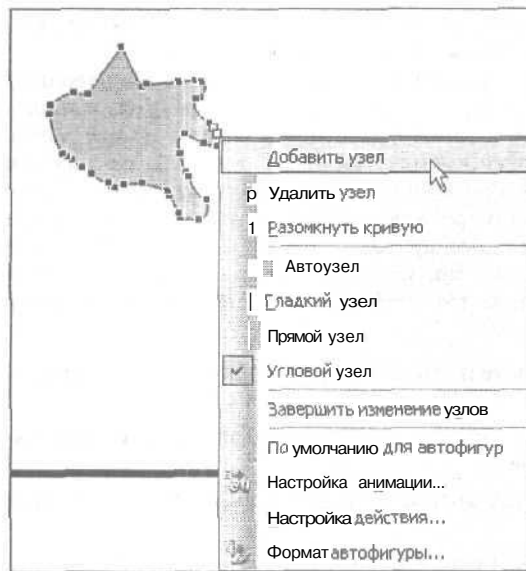 Добавить узел
Удалить узел
Разомкнуть кривую
Автоузел
Гладкий узел
Прямой узел
Угловой узел
Завершить изменение узлов
По умолчанию для автофигур
Настройка анимации...
Настройка действия...
Формат автофигуры...